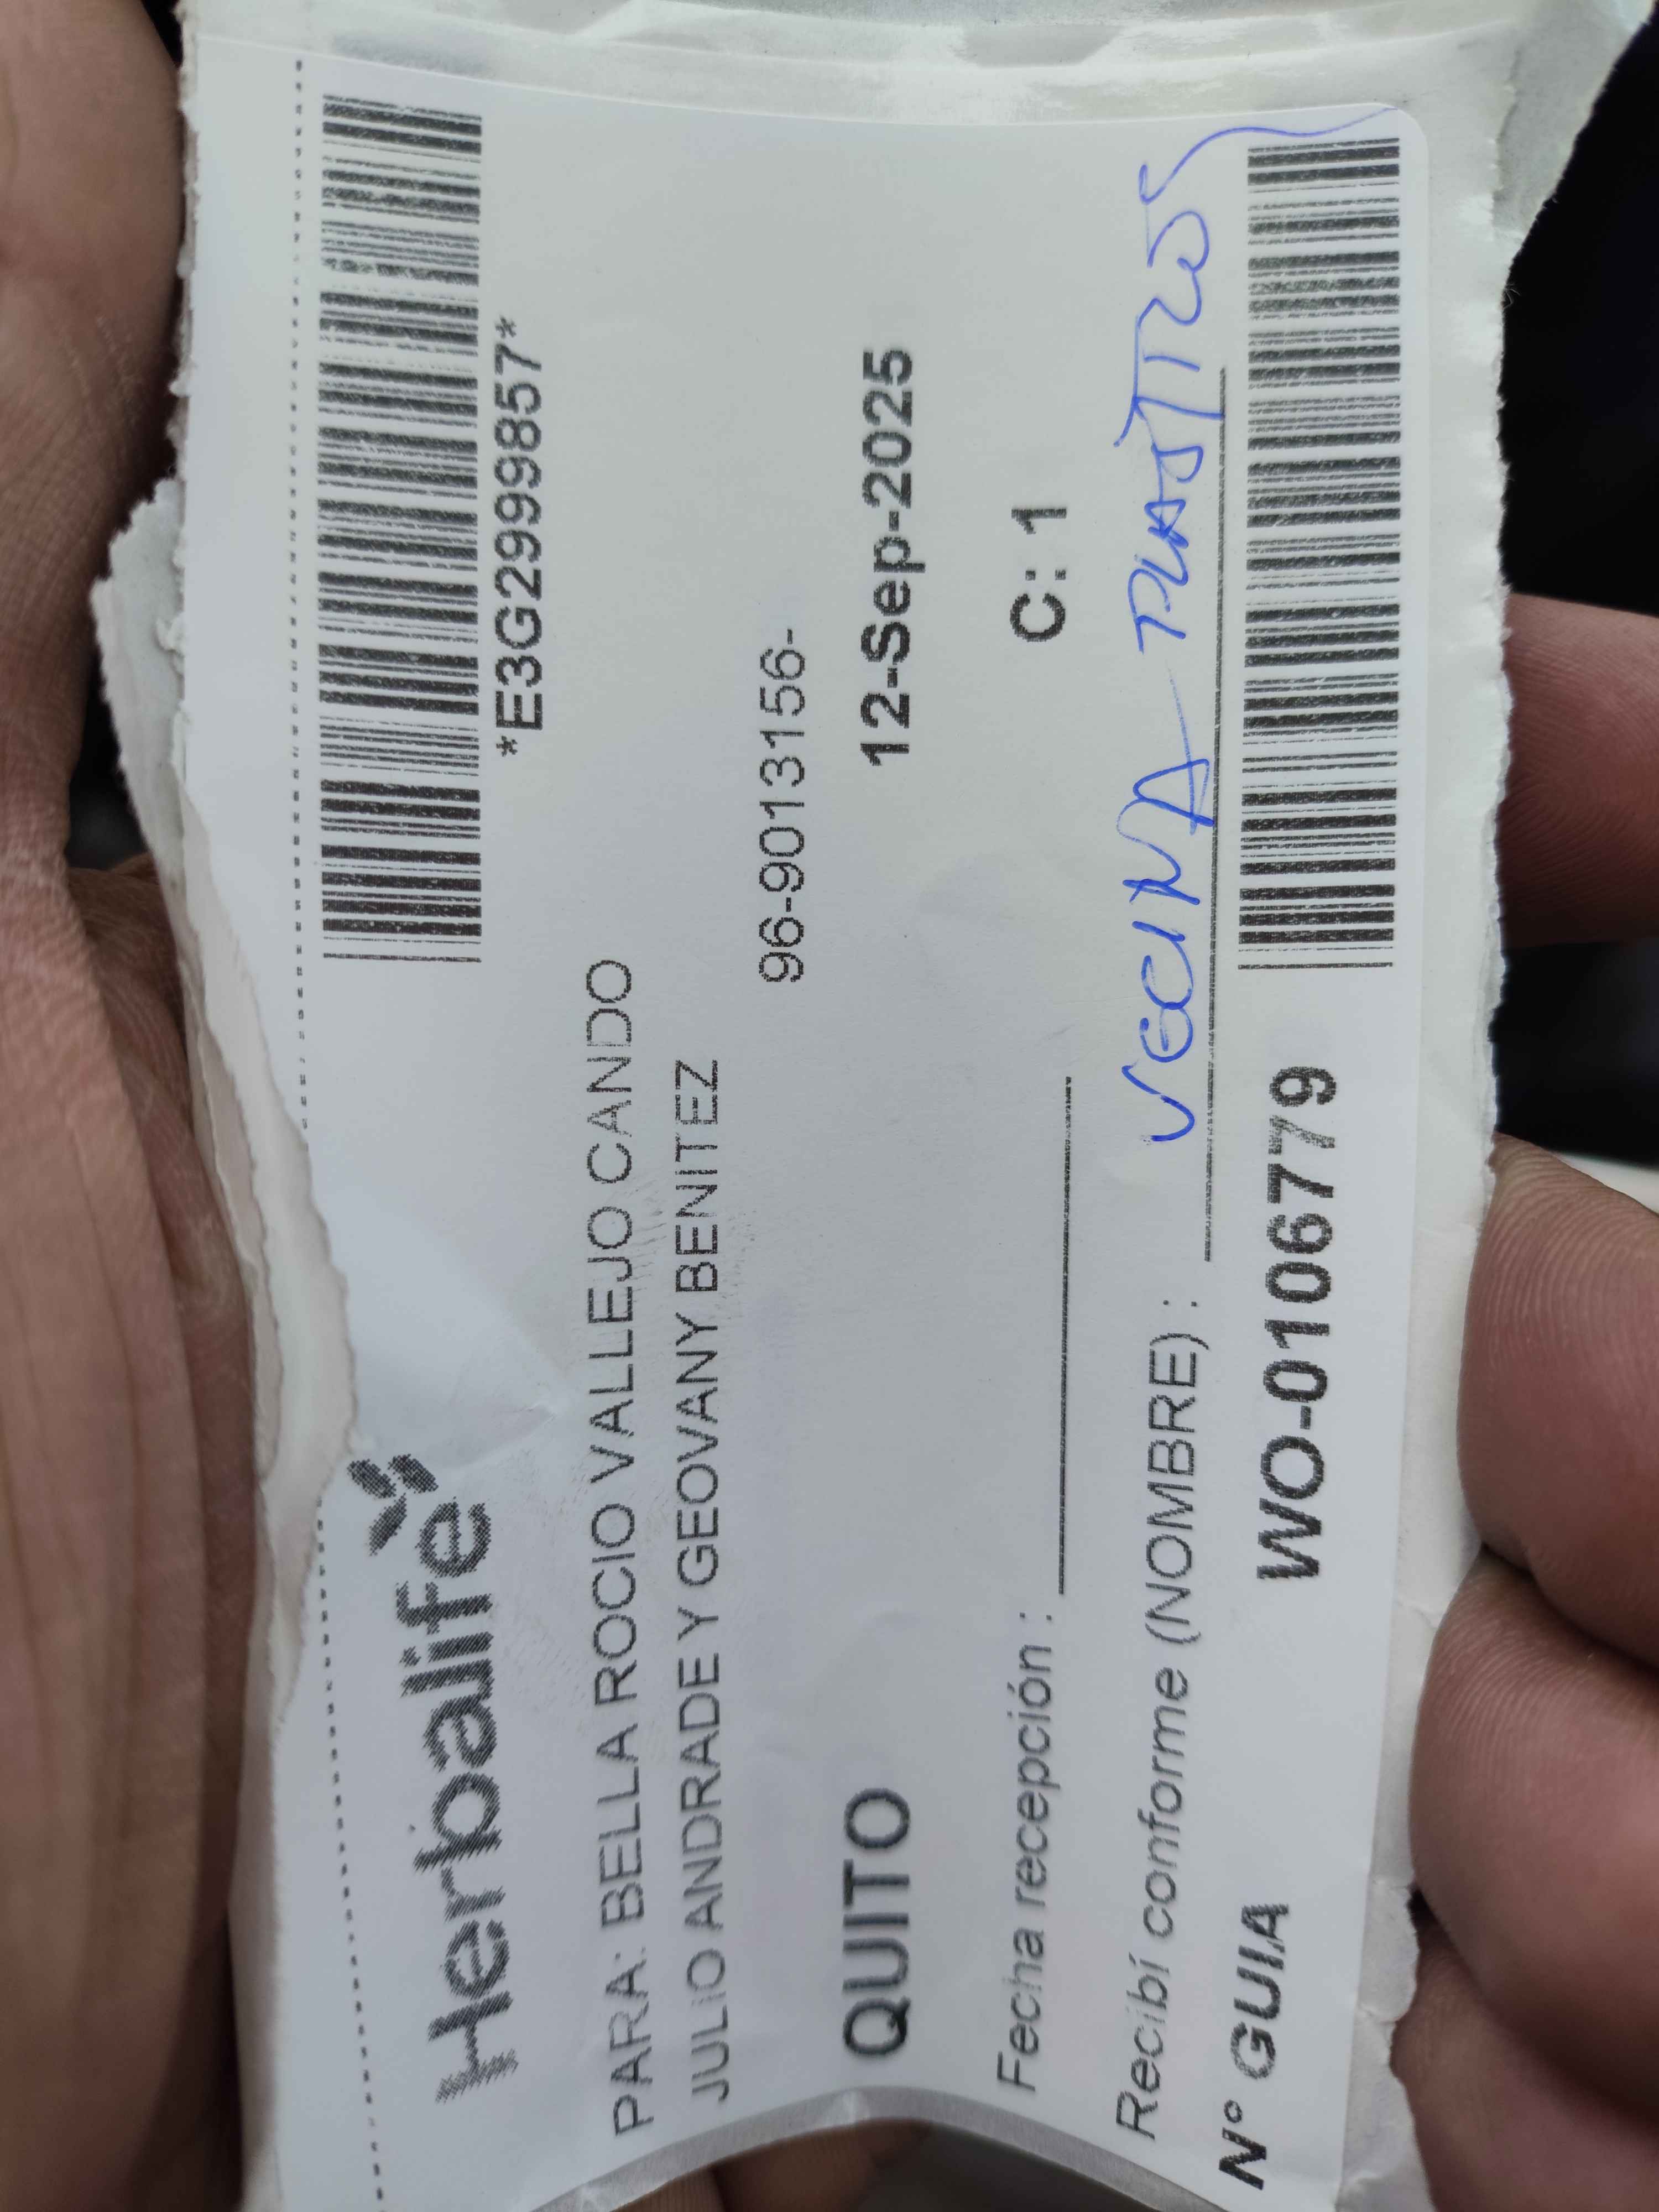 Herbalife
*E3G2999857*
PARA: BELLA ROCIO VALLEJO CANDO
JULIO ANDRADE Y GEOVANY BENITEZ
96-9013156-
QUITO 12-Sep-2025
Fecha recepción : C: 1
Recibí conforme (NOMBRE) : VECINA
N° GUIA WO-0106779